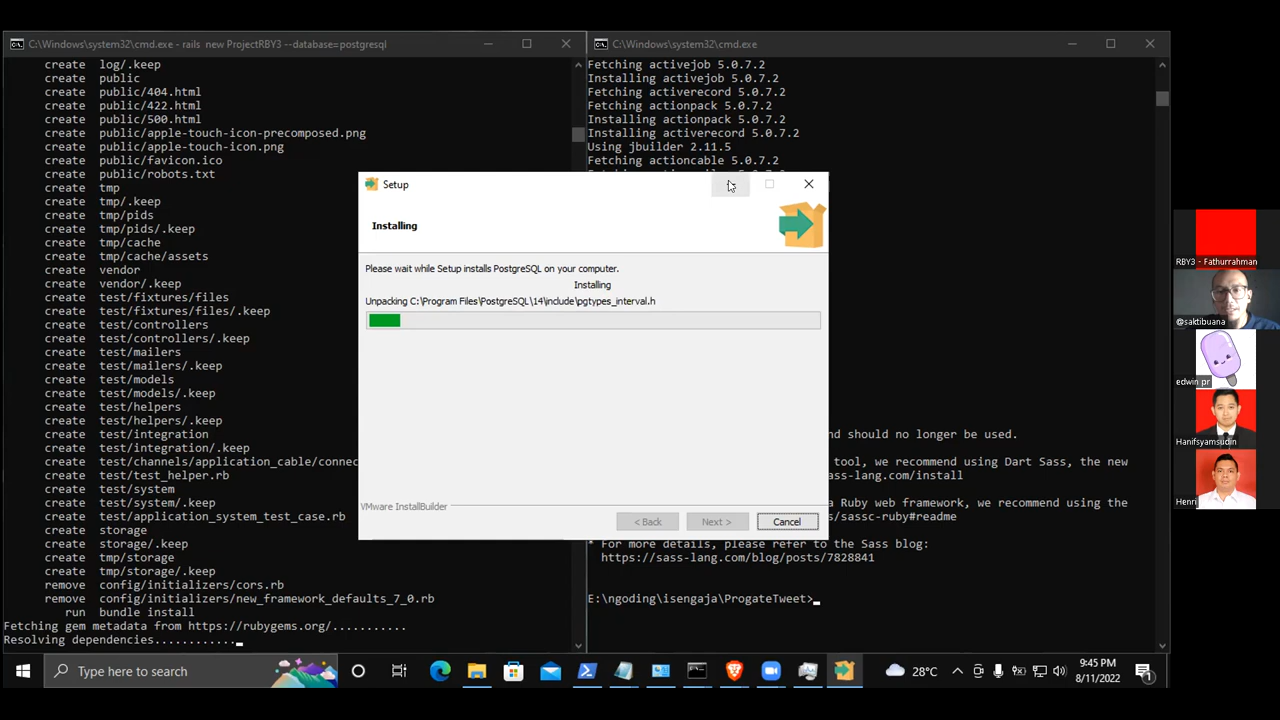 C:\Windows\system32\cmd.exe - rails new ProjectRBY3 --database=postgresql
create log/.keep
create public
create public/404.html
create public/422.html
create public/500.html
create public/apple-touch-icon-precomposed.png
create public/apple-touch-icon.png
create public/favicon.ico
create public/robots.txt
create tmp
create tmp/.keep
create tmp/pids
create tmp/pids/.keep
create tmp/cache
create tmp/cache/assets
create vendor
create vendor/.keep
create test/fixtures/files
create test/fixtures/files/.keep
create test/controllers
create test/controllers/.keep
create test/mailers
create test/mailers/.keep
create test/models
create test/models/.keep
create test/helpers
create test/helpers/.keep
create test/integration
create test/integration/.keep
create test/channels/application_cable/connec
create test/test_helper.rb
create test/system
create test/system/.keep
create test/application_system_test_case.rb
create storage
create storage/.keep
create tmp/storage
create tmp/storage/.keep
remove config/initializers/cors.rb
remove config/initializers/new_framework_defaults_7_0.rb
run bundle install
Fetching gem metadata from https://rubygems.org/..........
Resolving dependencies............
C:\Windows\system32\cmd.exe
Fetching activejob 5.0.7.2
Installing activejob 5.0.7.2
Fetching activerecord 5.0.7.2
Fetching actionpack 5.0.7.2
Installing actionpack 5.0.7.2
Installing activerecord 5.0.7.2
Using jbuilder 2.11.5
Fetching actioncable 5.0.7.2
nd should no longer be used.
tool, we recommend using Dart Sass, the new
ss-lang.com/install
a Ruby web framework, we recommend using the
s/sassc-ruby#readme
* For more details, please refer to the Sass blog:
https://sass-lang.com/blog/posts/7828841
E:\ngoding\isengaja\ProgateTweet>
Setup
Installing
Please wait while Setup installs PostgreSQL on your computer.
Installing
Unpacking C:\Program Files\PostgreSQL\14\include\pgtypes_interval.h
VMware InstallBuilder
< Back
Next >
Cancel
RBY3 - Fathurrahman
@saktibuana
edwin pr
Hanifsyamsudin
Henri
Type here to search
28°C
9:45 PM
8/11/2022
1